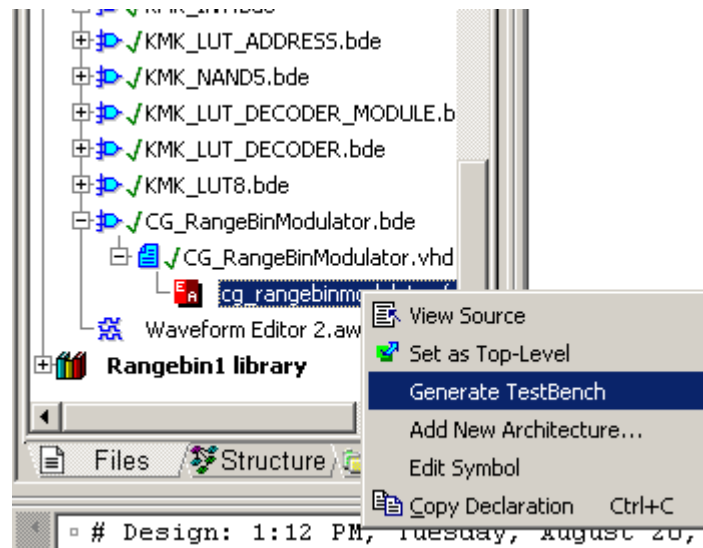 KMK_LUT_ADDRESS.bde
KMK_NAND5.bde
KMK_LUT_DECODER_MODULE.b
KMK_LUT_DECODER.bde
KMK_LUT8.bde
CG_RangeBinModulator.bde
CG_RangeBinModulator.vhd
Waveform Editor 2.aw
Rangebin1 library
View Source
Set as Top-Level
Generate TestBench
Add New Architecture...
Edit Symbol
Copy Declaration Ctrl+C
Files Structure
# Design: 1:12 PM, Tuesday, August 20,